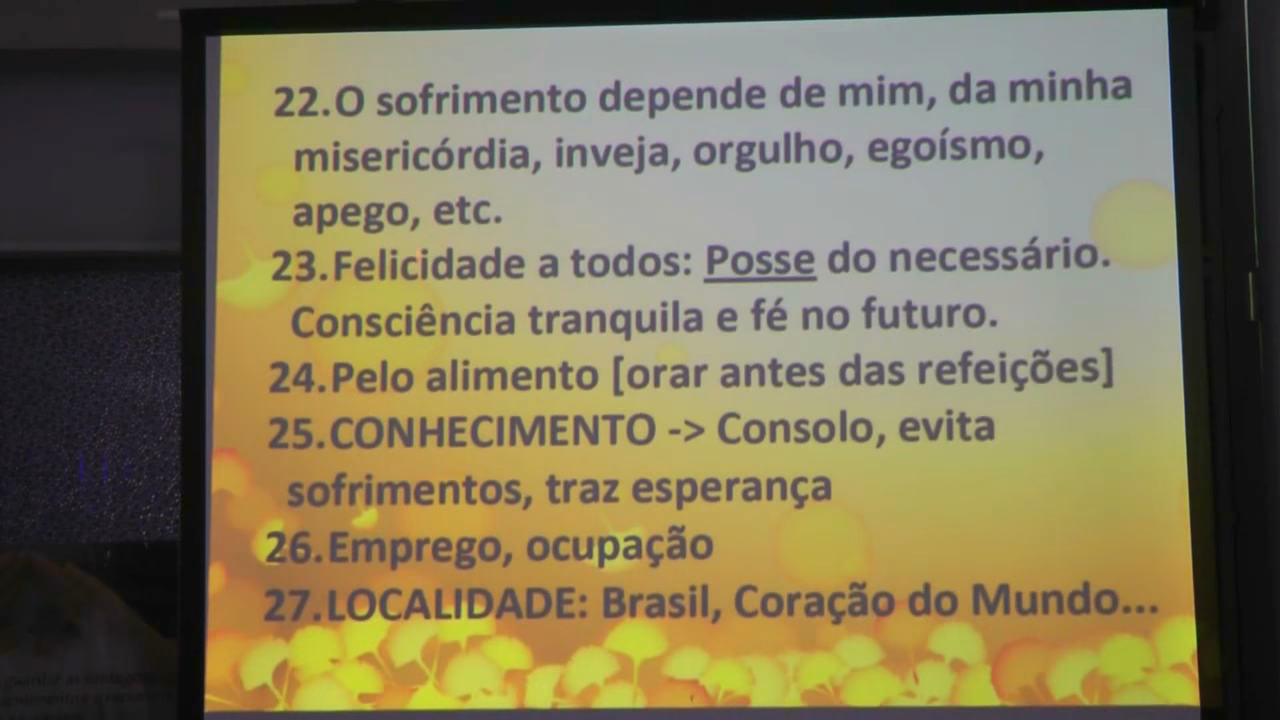 22.O sofrimento depende de mim, da minha
misericórdia, inveja, orgulho, egoísmo,
apego, etc.
23.Felicidade a todos: Posse do necessário.
Consciência tranquila e fé no futuro.
24.Pelo alimento [orar antes das refeições]
25.CONHECIMENTO -> Consolo, evita
sofrimentos, traz esperança
26.Emprego, ocupação
27.LOCALIDADE: Brasil, Coração do Mundo...